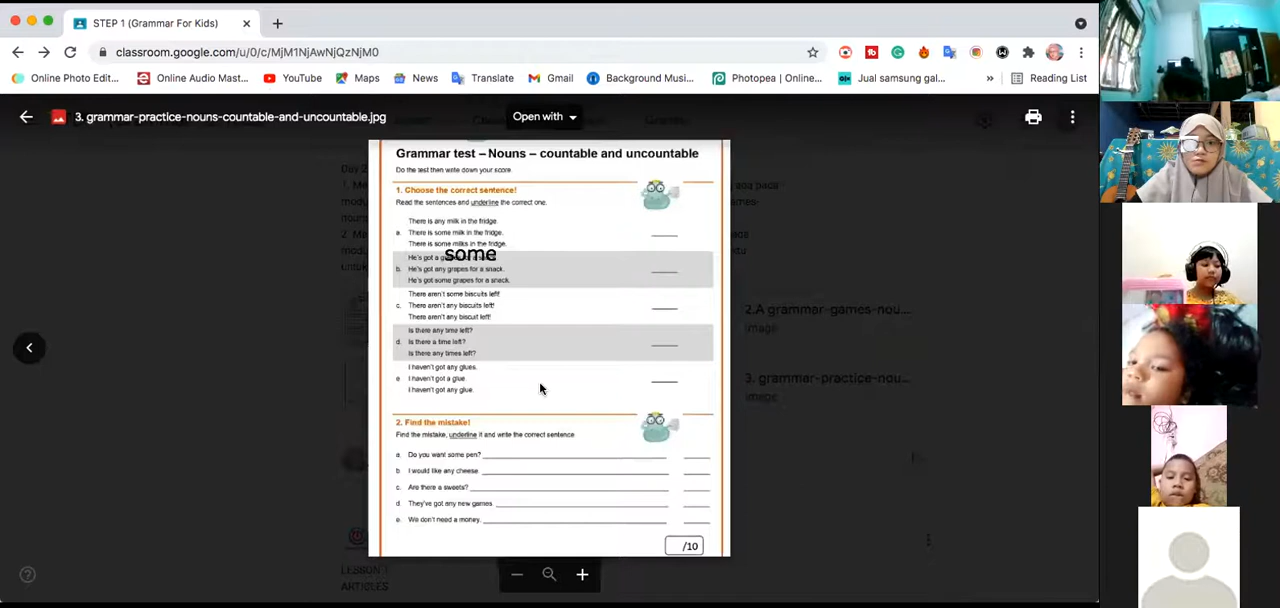 STEP 1 (Grammar For Kids)
classroom.google.com/u/0/c/MjM1NjAwNjQzNjM0
Online Photo Edit...
Online Audio Mast...
YouTube
Maps
News
Translate
Gmail
Background Musi...
Photopea | Online...
Jual samsung gal...
Reading List
3. grammar-practice-nouns-countable-and-uncountable.jpg
Open with
Grammar test – Nouns – countable and uncountable
Do the test then write down your score.
1. Choose the correct sentence!
Read the sentences and underline the correct one.
There is any milk in the fridge.
a. There is some milk in the fridge.
There is some milks in the fridge.
some
He's got a
b. He's got any grapes for a snack.
He's got some grapes for a snack.
There aren't some biscuits left!
c. There aren't any biscuits left!
There aren't any biscuit left!
Is there any time left?
d. Is there a time left?
Is there any times left?
I haven't got any glues.
e I haven't got a glue.
I haven't got any glue.
2. Find the mistake!
Find the mistake, underline it and write the correct sentence
a. Do you want some pen?
b I would like any cheese.
c. Are there a sweets?
d They've got any new games.
e. We don't need a money.
/10
2.A grammar-games-nou...
Image
3. grammar-practice-nou...
Image
LESSON 1
ARTICLES